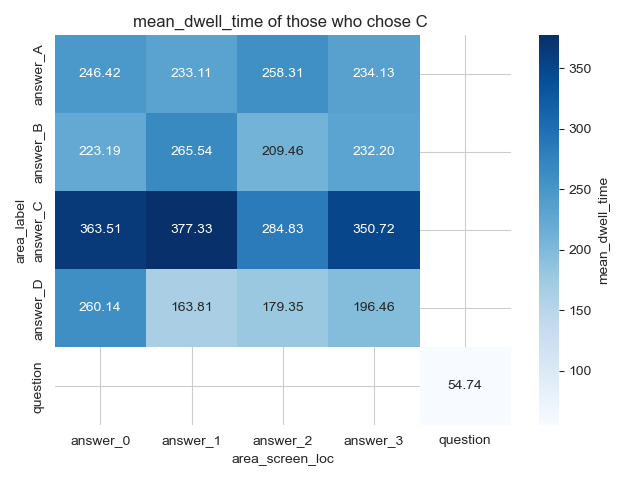 mean_dwell_time of those who chose C
area_label
answer_A
246.42 233.11 258.31 234.13
answer_B
223.19 265.54 209.46 232.20
answer_C
363.51 377.33 284.83 350.72
answer_D
260.14 163.81 179.35 196.46
question
54.74
answer_0 answer_1 answer_2 answer_3 question
area_screen_loc
350
300
250
200
150
100
mean_dwell_time